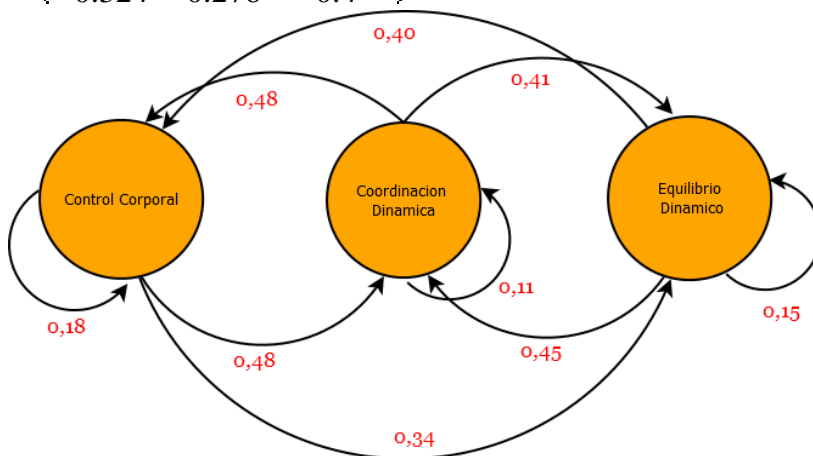 0,40
0,48
0,41
Control Corporal
Coordinacion
Dinamica
Equilibrio
Dinamico
0,11
0,18
0,15
0,48
0,45
0,34